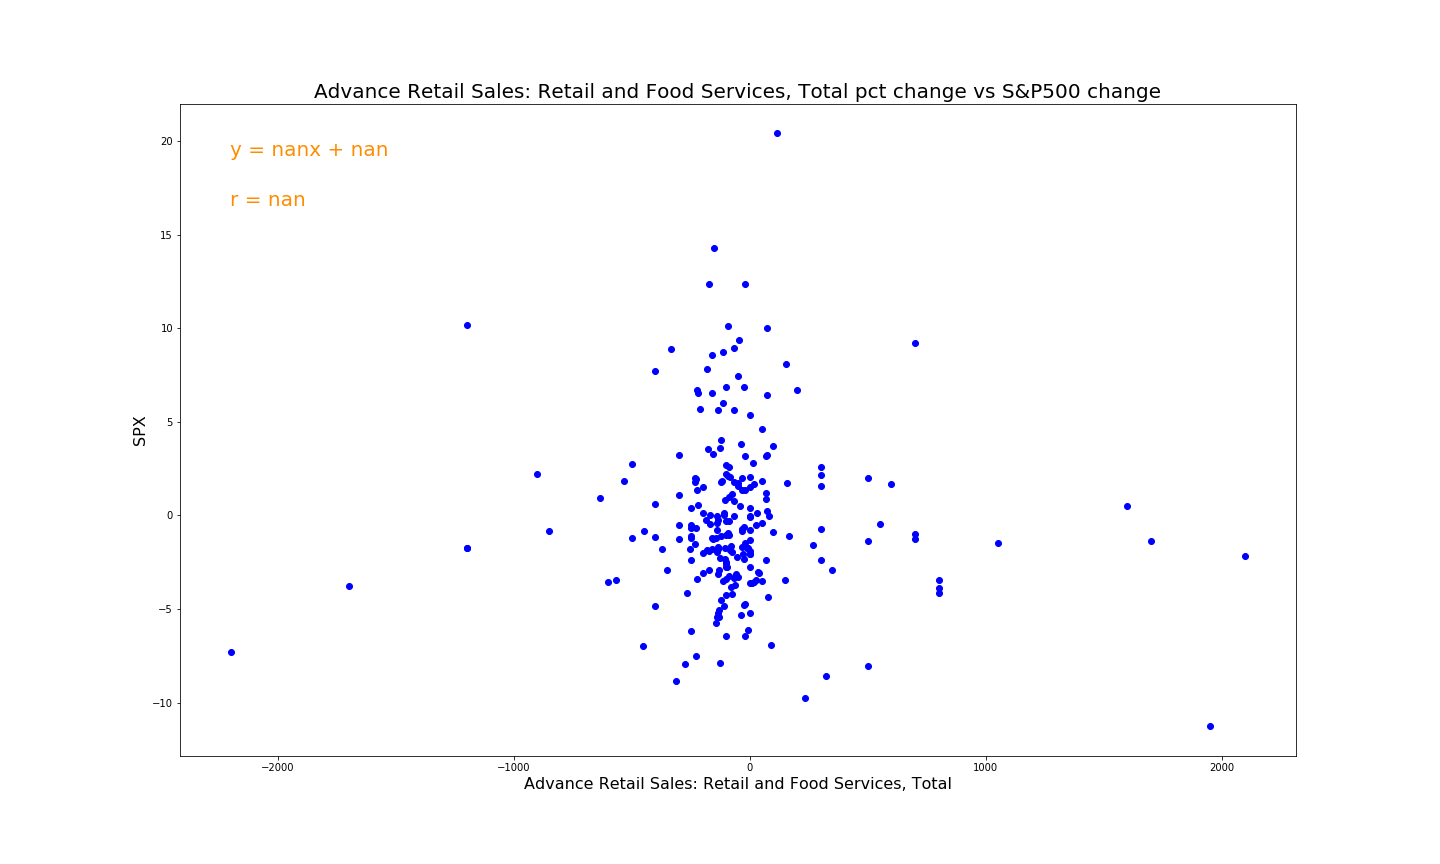 Advance Retail Sales: Retail and Food Services, Total pct change vs S&P500 change
y = nanx + nan
r = nan
20
15
10
5
0
−5
−10
SPX
−2000 −1000 0 1000 2000
Advance Retail Sales: Retail and Food Services, Total